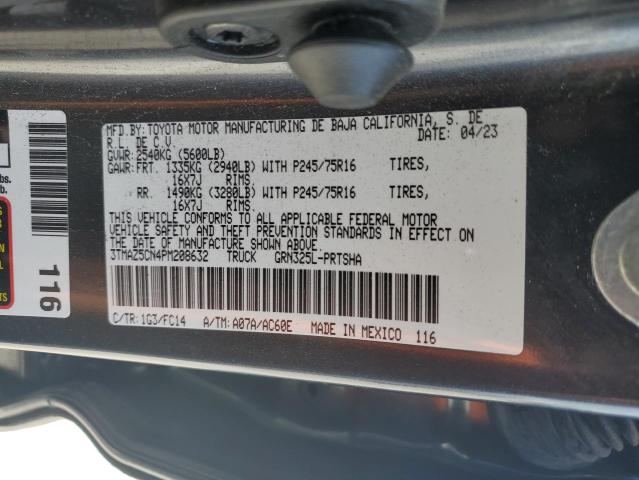 MFD.BY:TOYOTA MOTOR MANUFACTURING DE BAJA CALIFORNIA, S. DE
R.L. DE C.V. DATE: 04/23
GVWR:2540KG (5600LB)
GAWR:FRT. 1335KG (2940LB) WITH P245/75R16 TIRES,
16X7J RIMS
RR. 1490KG (3280LB) WITH P245/75R16 TIRES,
16X7J RIMS.
THIS VEHICLE CONFORMS TO ALL APPLICABLE FEDERAL MOTOR
VEHICLE SAFETY AND THEFT PREVENTION STANDARDS IN EFFECT ON
THE DATE OF MANUFACTURE SHOWN ABOVE.
3TMAZ5CN4PM208632 TRUCK GRN325L-PRTSHA
C/TR:1G3/FC14 A/TM:A07A/AC60E MADE IN MEXICO 116
116
lbs.
b.